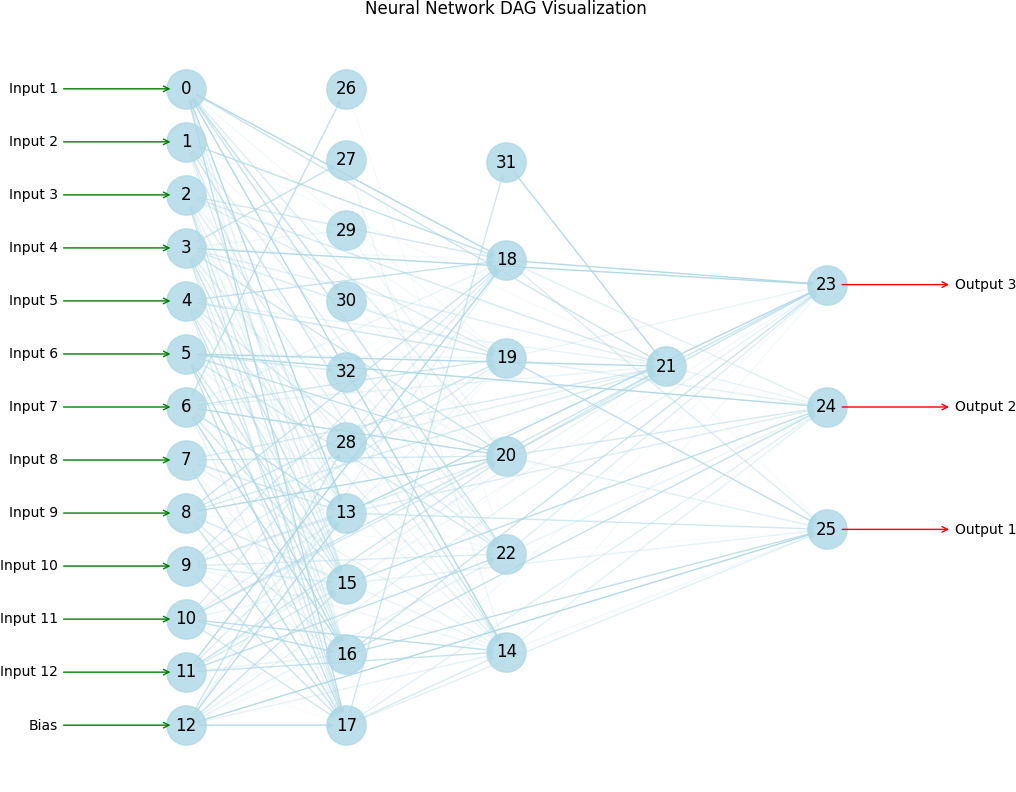 Neural Network DAG Visualization
Input 1
0
26
Input 2
1
27
31
Input 3
2
29
Input 4
3
18
23
Output 3
Input 5
4
30
Input 6
5
32
19
21
Input 7
6
24
Output 2
Input 8
7
28
20
Input 9
8
13
25
Output 1
Input 10
9
15
22
Input 11
10
16
14
Input 12
11
Bias
12
17